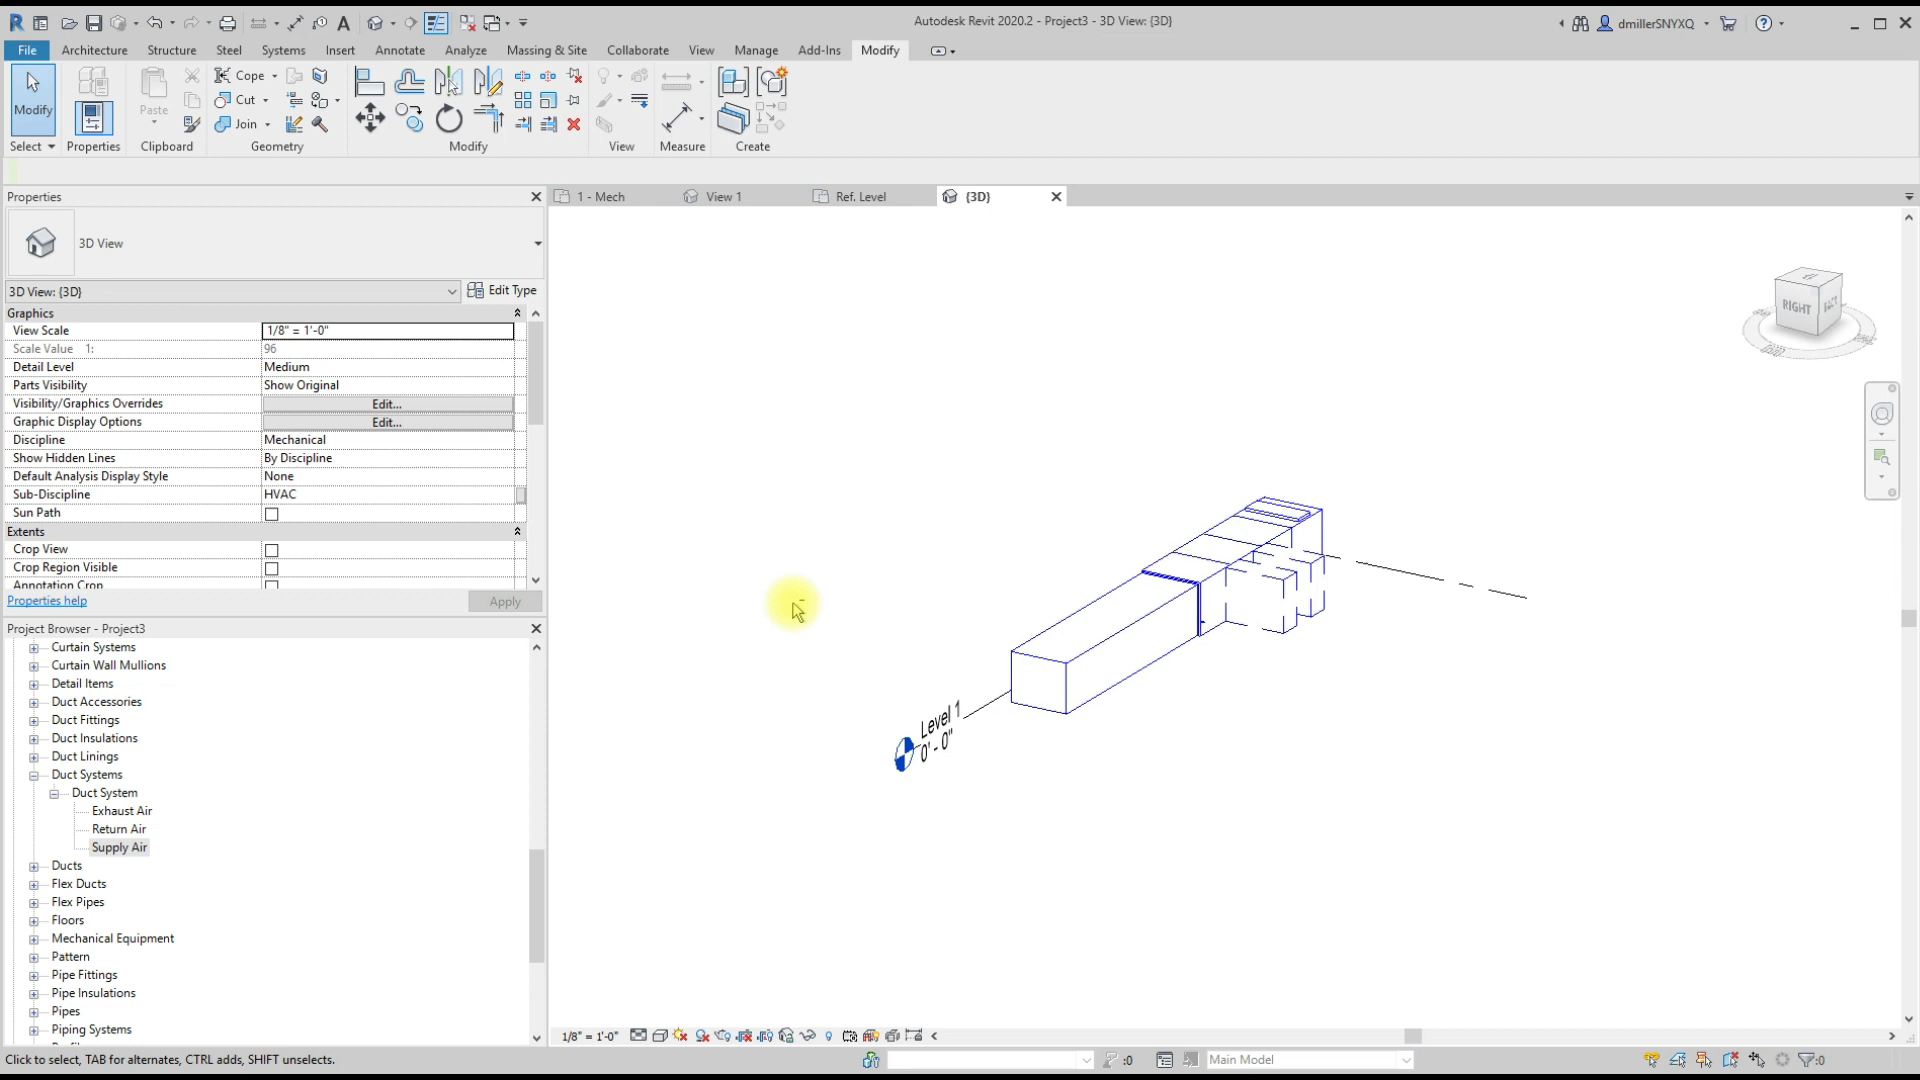 Autodesk Revit 2020.2 - Project3 - 3D View: {3D}
dmillerSNYXQ
File Architecture Structure Steel Systems Insert Annotate Analyze Massing & Site Collaborate View Manage Add-Ins Modify
Modify
Paste
Cope
Cut
Join
Select Properties Clipboard Geometry Modify View Measure Create
Properties
3D View
3D View: {3D}
Edit Type
Graphics
View Scale 1/8" = 1'-0"
Scale Value 1: 96
Detail Level Medium
Parts Visibility Show Original
Visibility/Graphics Overrides Edit...
Graphic Display Options Edit...
Discipline Mechanical
Show Hidden Lines By Discipline
Default Analysis Display Style None
Sub-Discipline HVAC
Sun Path
Extents
Crop View
Crop Region Visible
Annotation Crop
Properties help
Apply
Project Browser - Project3
Curtain Systems
Curtain Wall Mullions
Detail Items
Duct Accessories
Duct Fittings
Duct Insulations
Duct Linings
Duct Systems
Duct System
Exhaust Air
Return Air
Supply Air
Ducts
Flex Ducts
Flex Pipes
Floors
Mechanical Equipment
Pattern
Pipe Fittings
Pipe Insulations
Pipes
Piping Systems
1 - Mech View 1 Ref. Level {3D}
RIGHT
Level 1
0' - 0"
1/8" = 1'-0"
Click to select, TAB for alternates, CTRL adds, SHIFT unselects.
:0
Main Model
:0